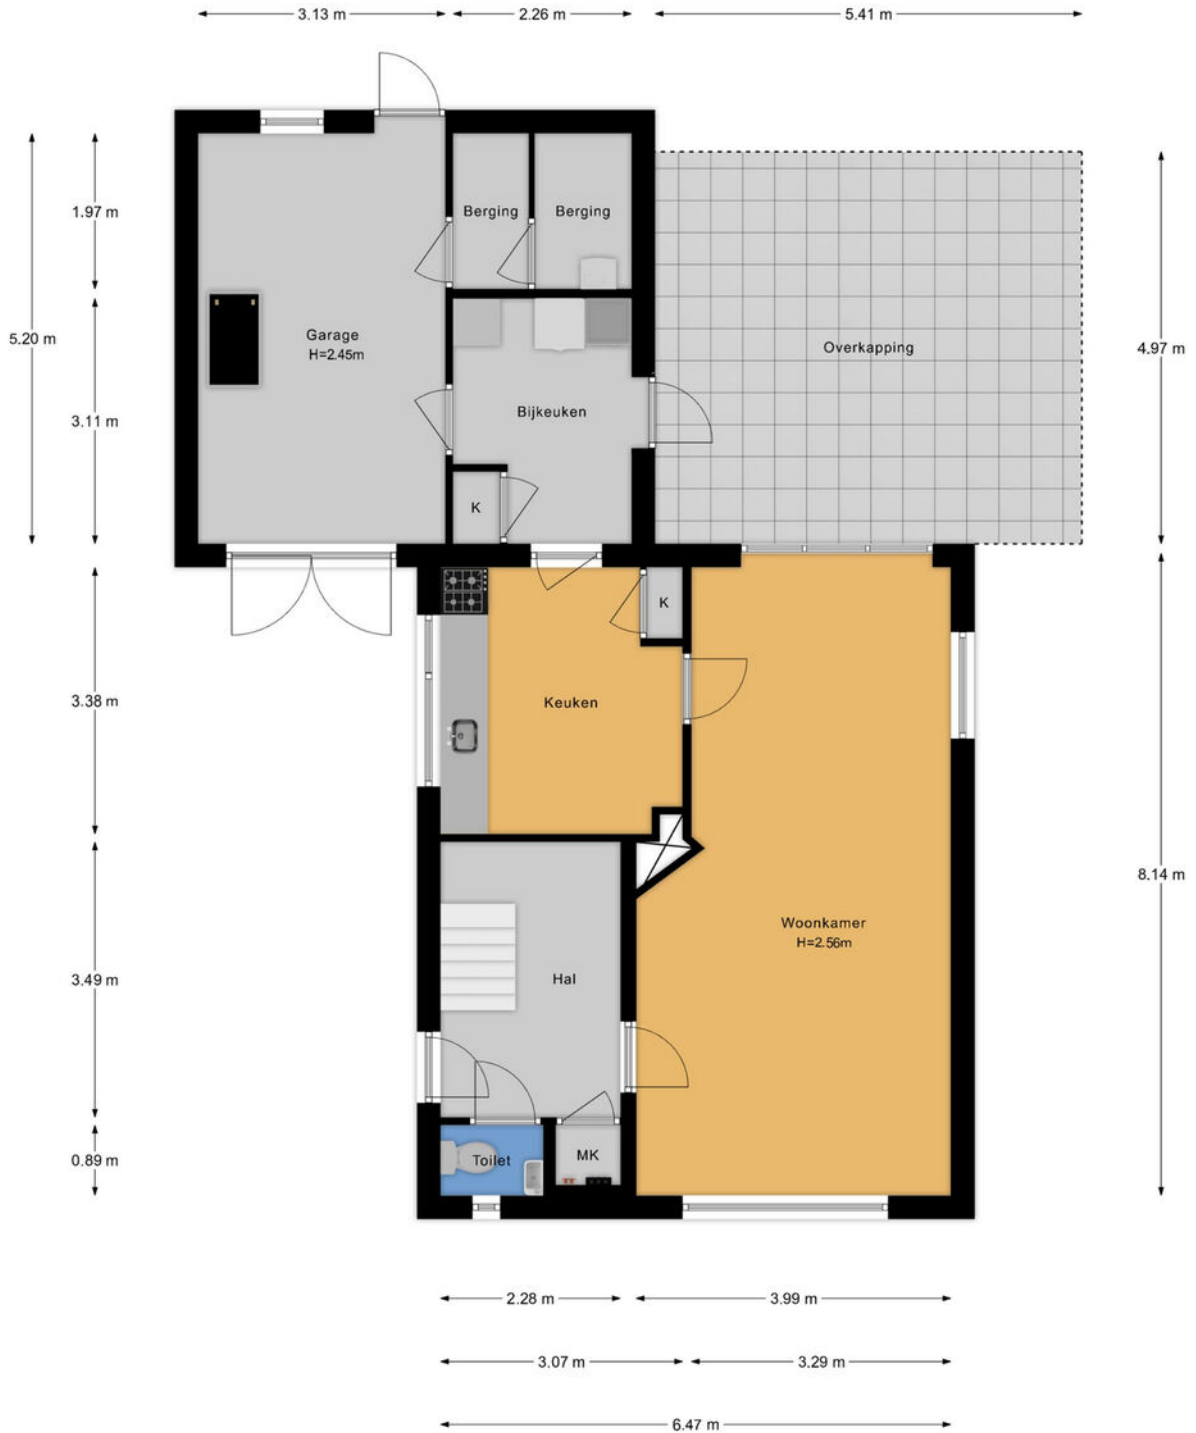 3.13 m
2.26 m
5.41 m
1.97 m
Berging
Berging
5.20 m
Garage
H=2.45m
Overkapping
4.97 m
3.11 m
Bijkeuken
K
K
3.38 m
Keuken
8.14 m
Woonkamer
H=2.56m
3.49 m
Hal
0.89 m
Toilet
MK
2.28 m
3.99 m
3.07 m
3.29 m
6.47 m